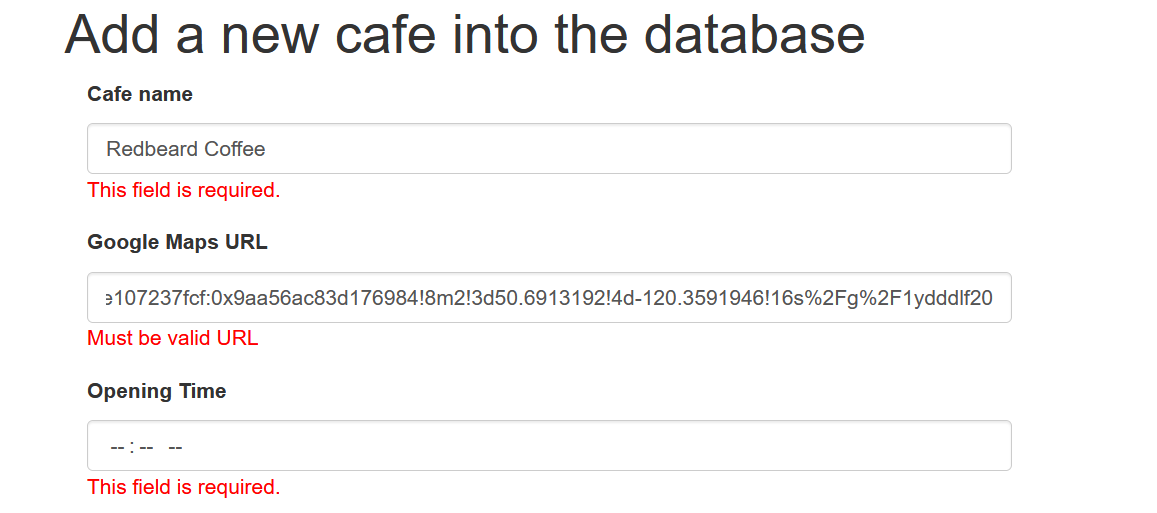 Add a new cafe into the database
Cafe name
Redbeard Coffee
This field is required.
Google Maps URL
e107237fcf:0x9aa56ac83d176984!8m2!3d50.6913192!4d-120.3591946!16s%2Fg%2F1ydddlf20
Must be valid URL
Opening Time
-- : -- --
This field is required.